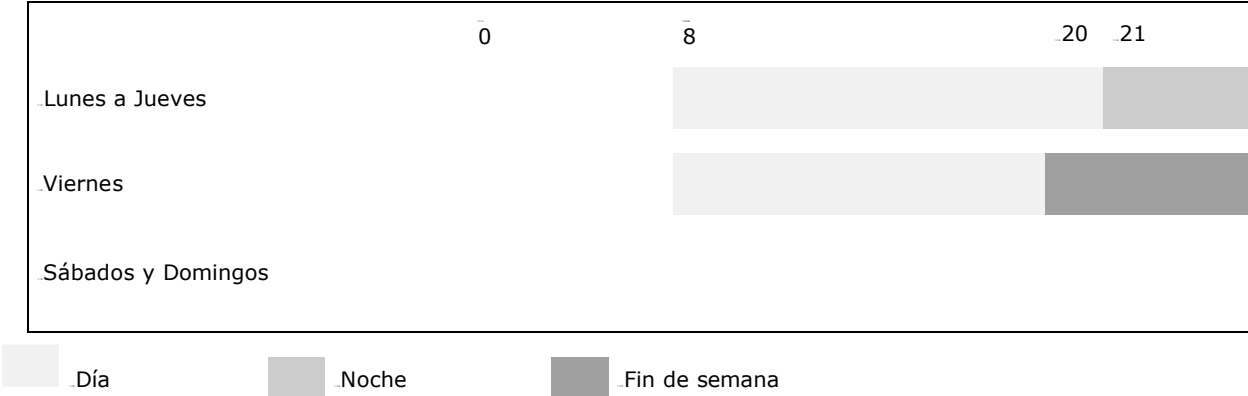 0 8 20 21
Lunes a Jueves
Viernes
Sábados y Domingos
Día Noche Fin de semana